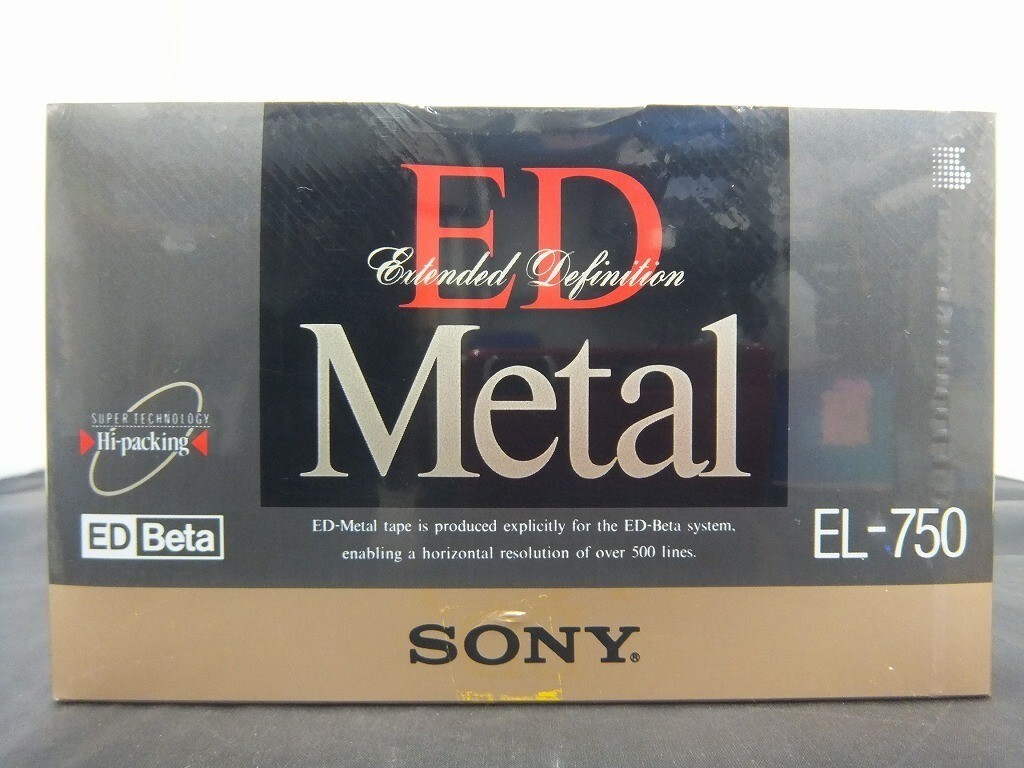 ED
Extended Definition
Metal
SUPER TECHNOLOGY
Hi-packing
ED Beta
ED-Metal tape is produced explicitly for the ED-Beta system,
enabling a horizontal resolution of over 500 lines.
EL-750
SONY®